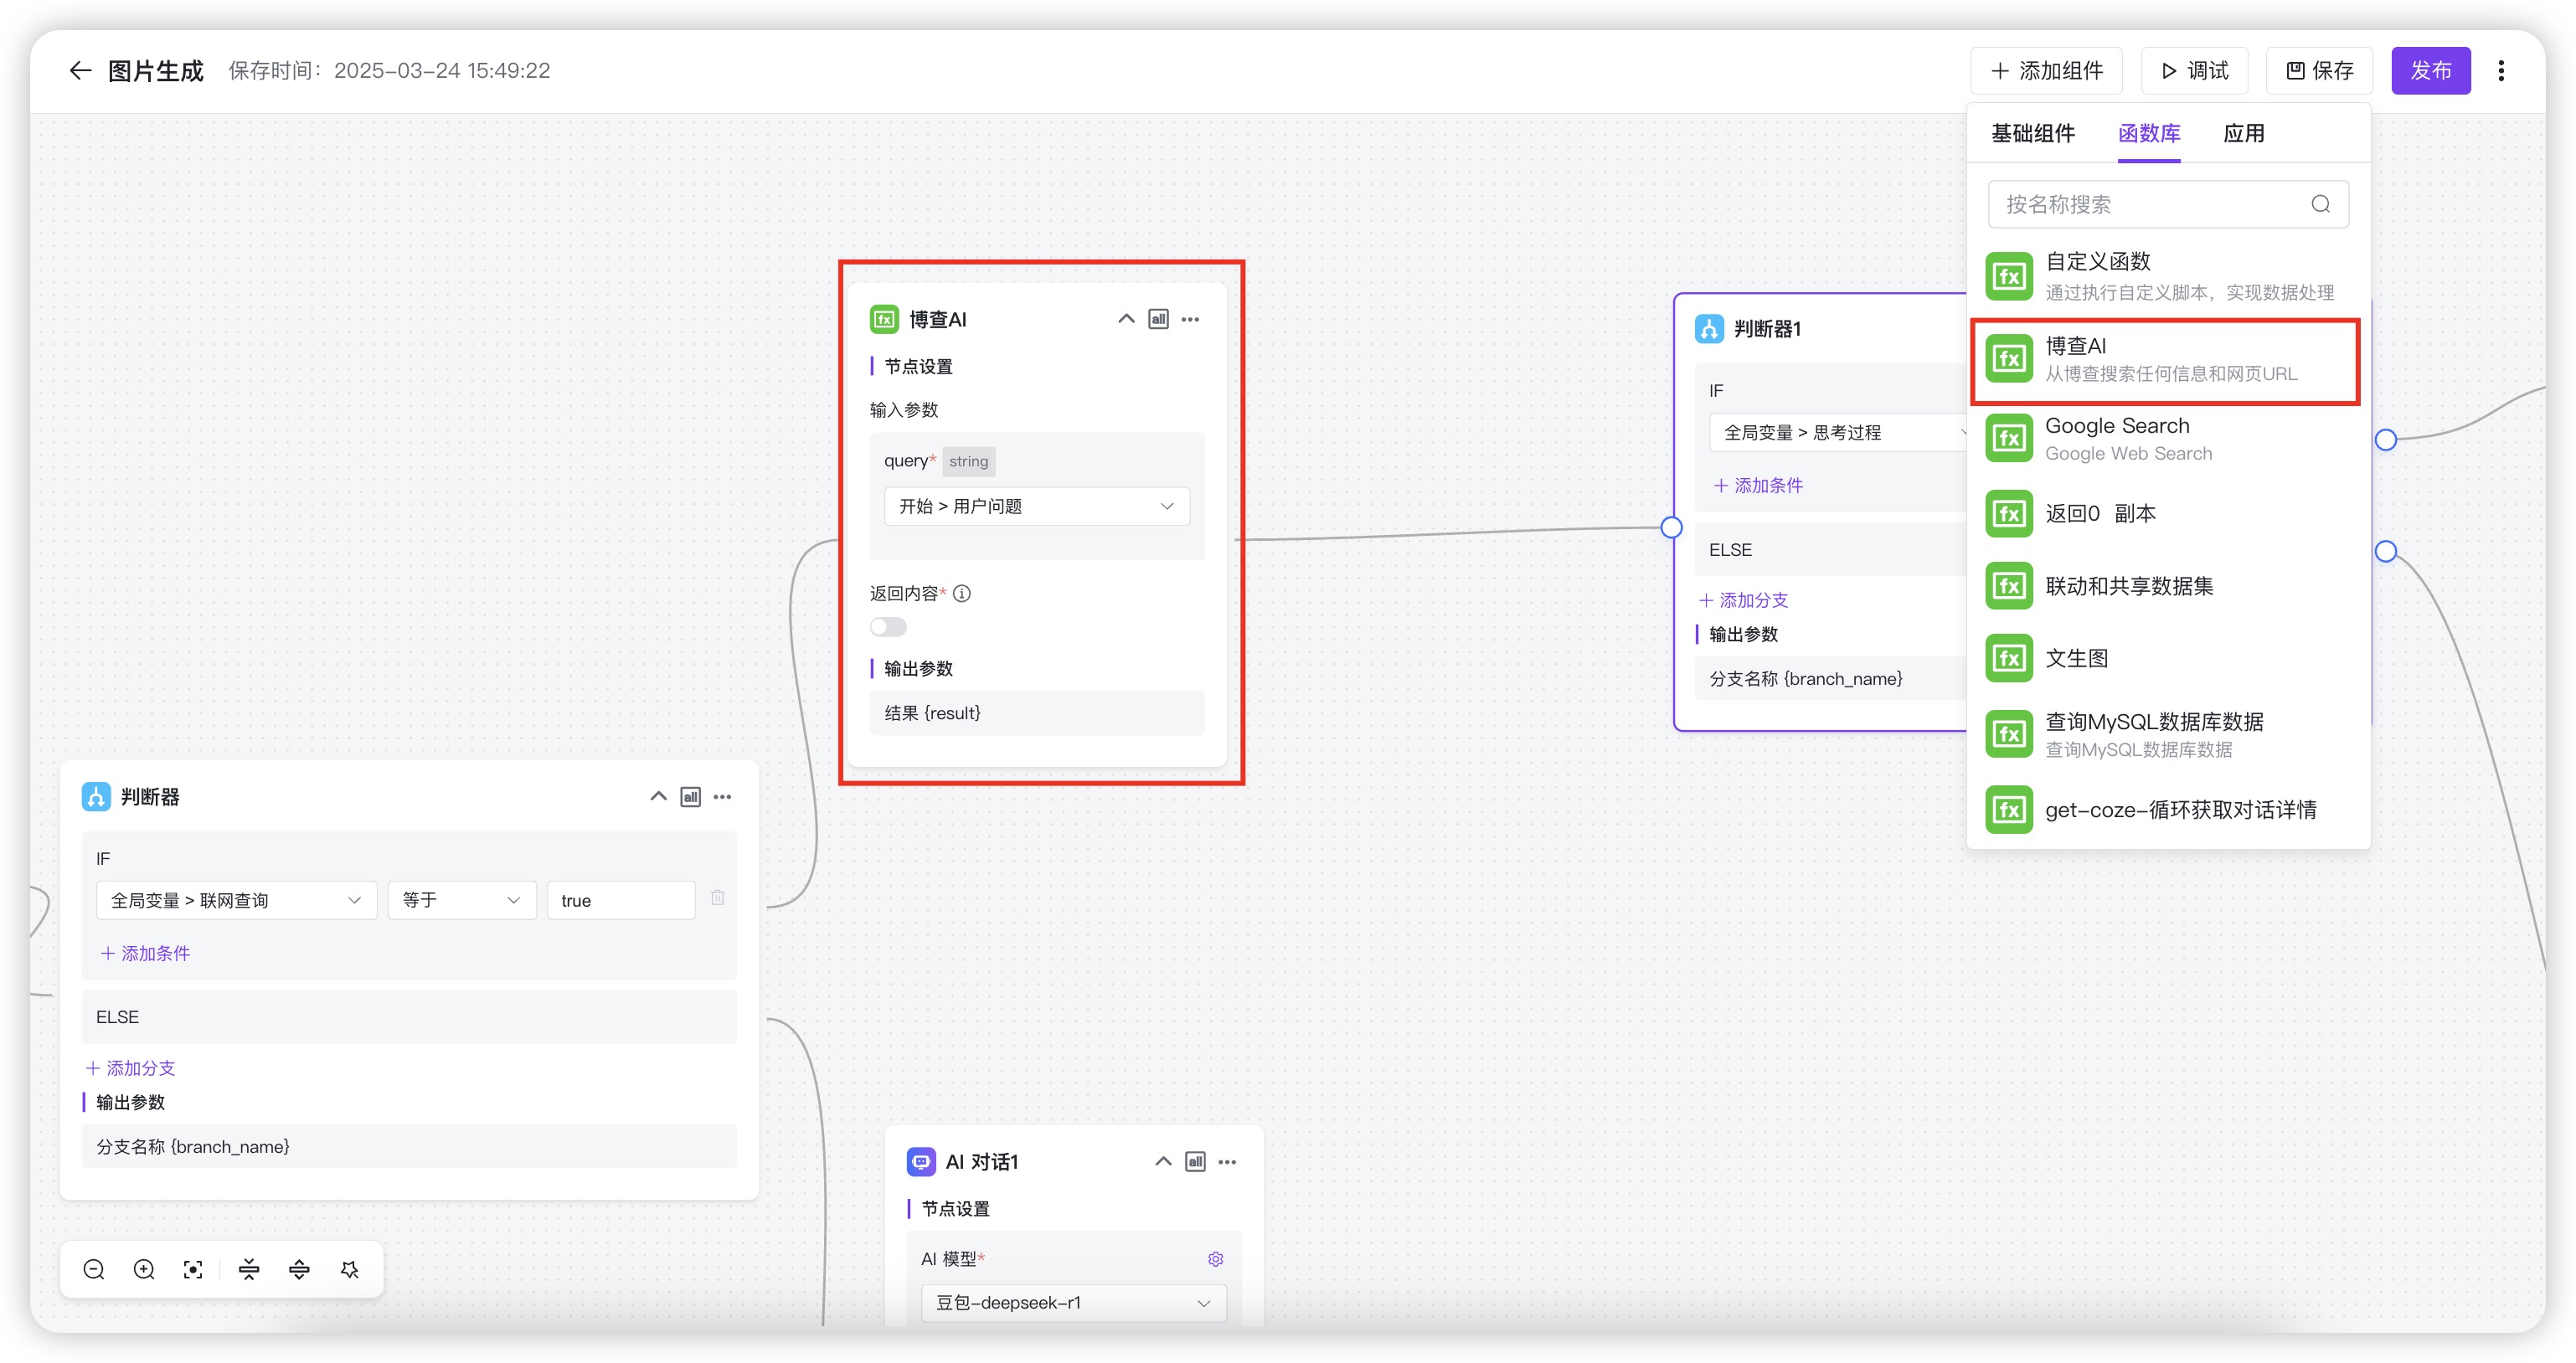 图片生成 保存时间：2025-03-24 15:49:22
添加组件
调试
保存
发布
基础组件 函数库 应用
按名称搜索
自定义函数
通过执行自定义脚本，实现数据处理
博查AI
从博查搜索任何信息和网页URL
Google Search
Google Web Search
返回0 副本
联动和共享数据集
文生图
查询MySQL数据库数据
查询MySQL数据库数据
get-coze-循环获取对话详情
fx 博查AI
all
节点设置
输入参数
query* string
开始 > 用户问题
返回内容*
输出参数
结果 {result}
判断器1
IF
全局变量 > 思考过程
添加条件
ELSE
添加分支
输出参数
分支名称 {branch_name}
判断器
all
IF
全局变量 > 联网查询 等于 true
添加条件
ELSE
添加分支
输出参数
分支名称 {branch_name}
AI 对话1
all
节点设置
AI 模型*
豆包-deepseek-r1